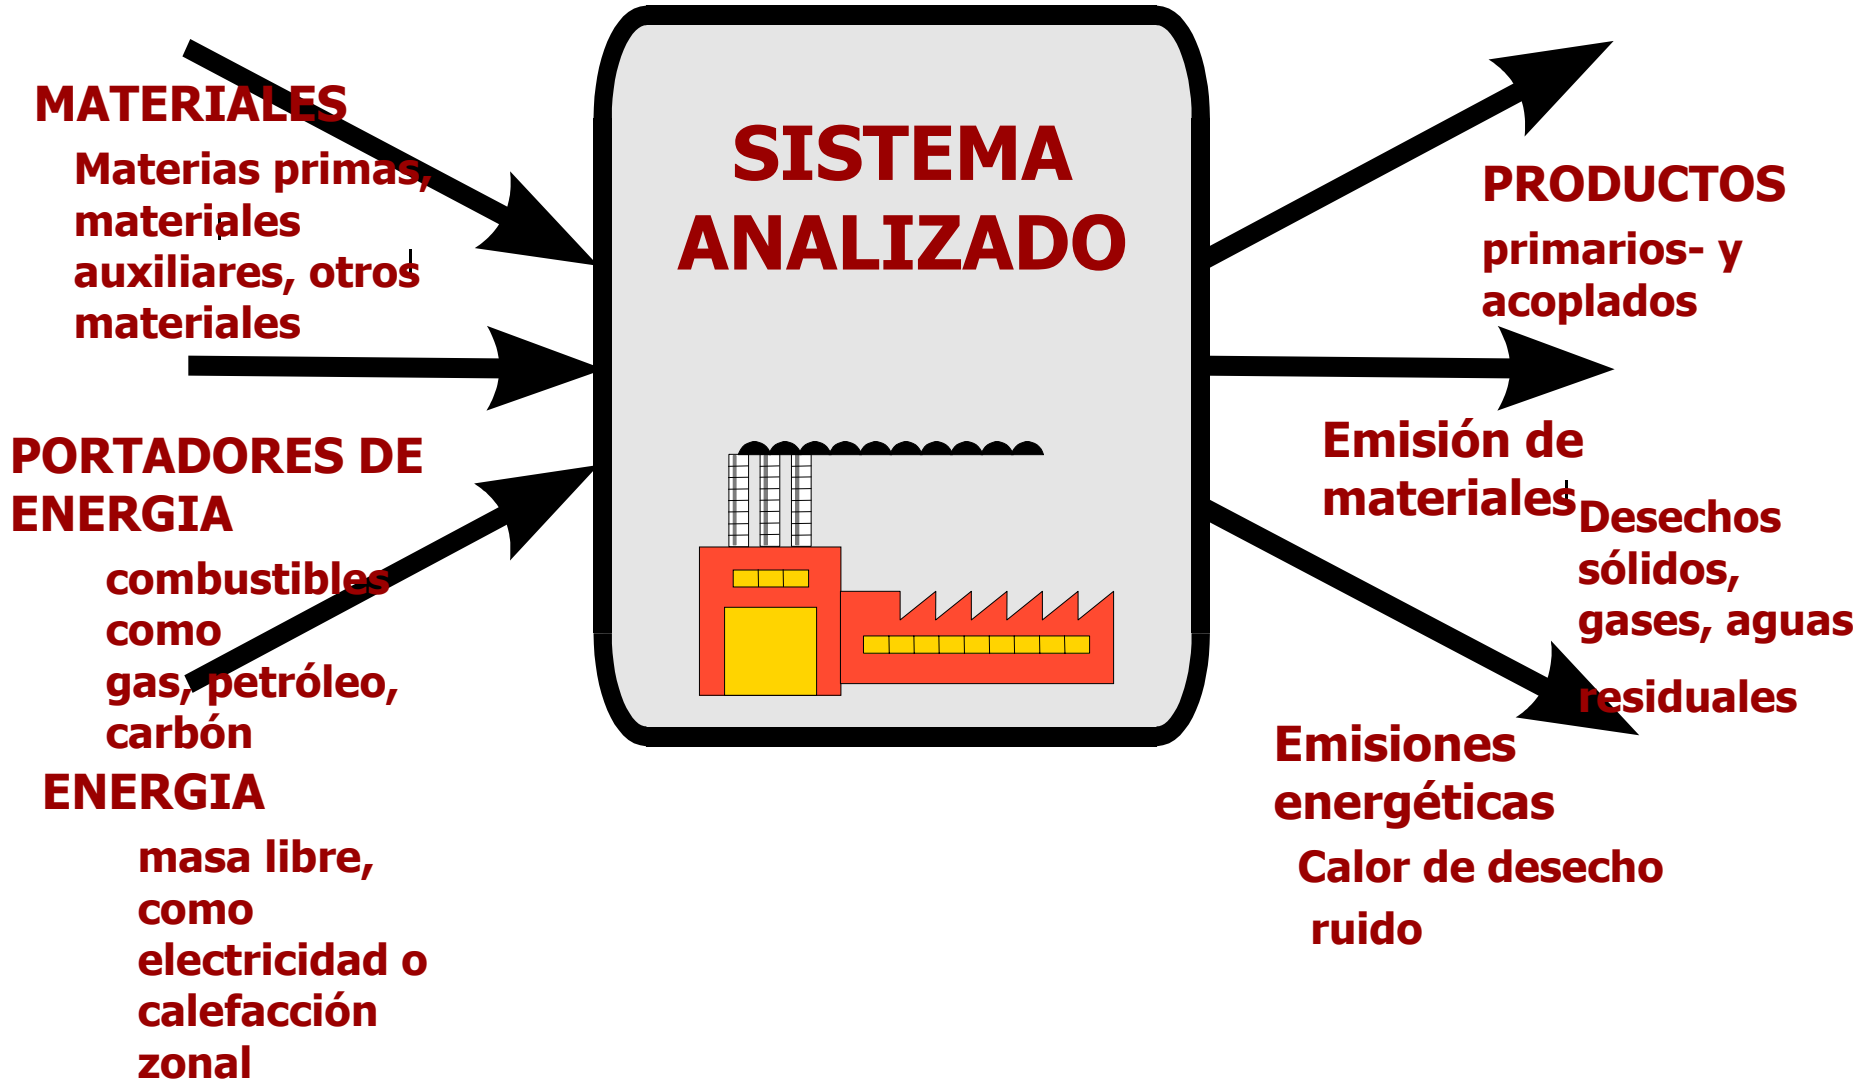 MATERIALES
Materias primas,
materiales
auxiliares, otros
materiales
PORTADORES DE
ENERGIA
combustibles
como
gas, petróleo,
carbón
ENERGIA
masa libre,
como
electricidad o
calefacción
zonal
SISTEMA
ANALIZADO
PRODUCTOS
primarios- y
acoplados
Emisión de
materiales
Desechos
sólidos,
gases, aguas
residuales
Emisiones
energéticas
Calor de desecho
ruido